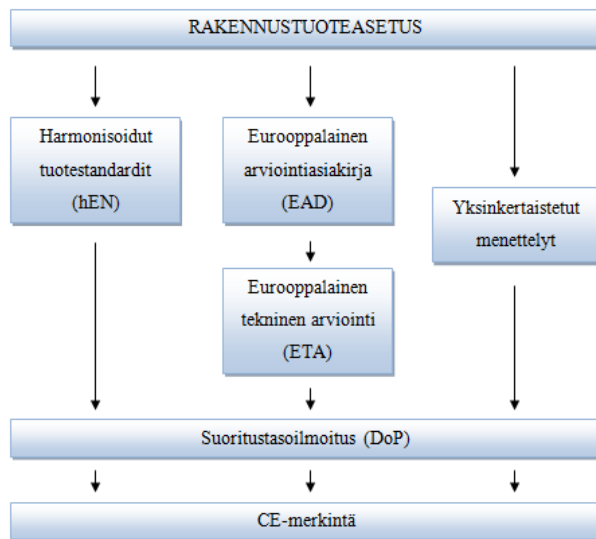 RAKENNUSTUOTEASETUS
Harmonisoidut
tuotestandardit
(hEN)
Eurooppalainen
arviointiasiakirja
(EAD)
Yksinkertaistetut
menettelyt
Eurooppalainen
tekninen arviointi
(ETA)
Suoritustasoilmoitus (DoP)
CE-merkintä